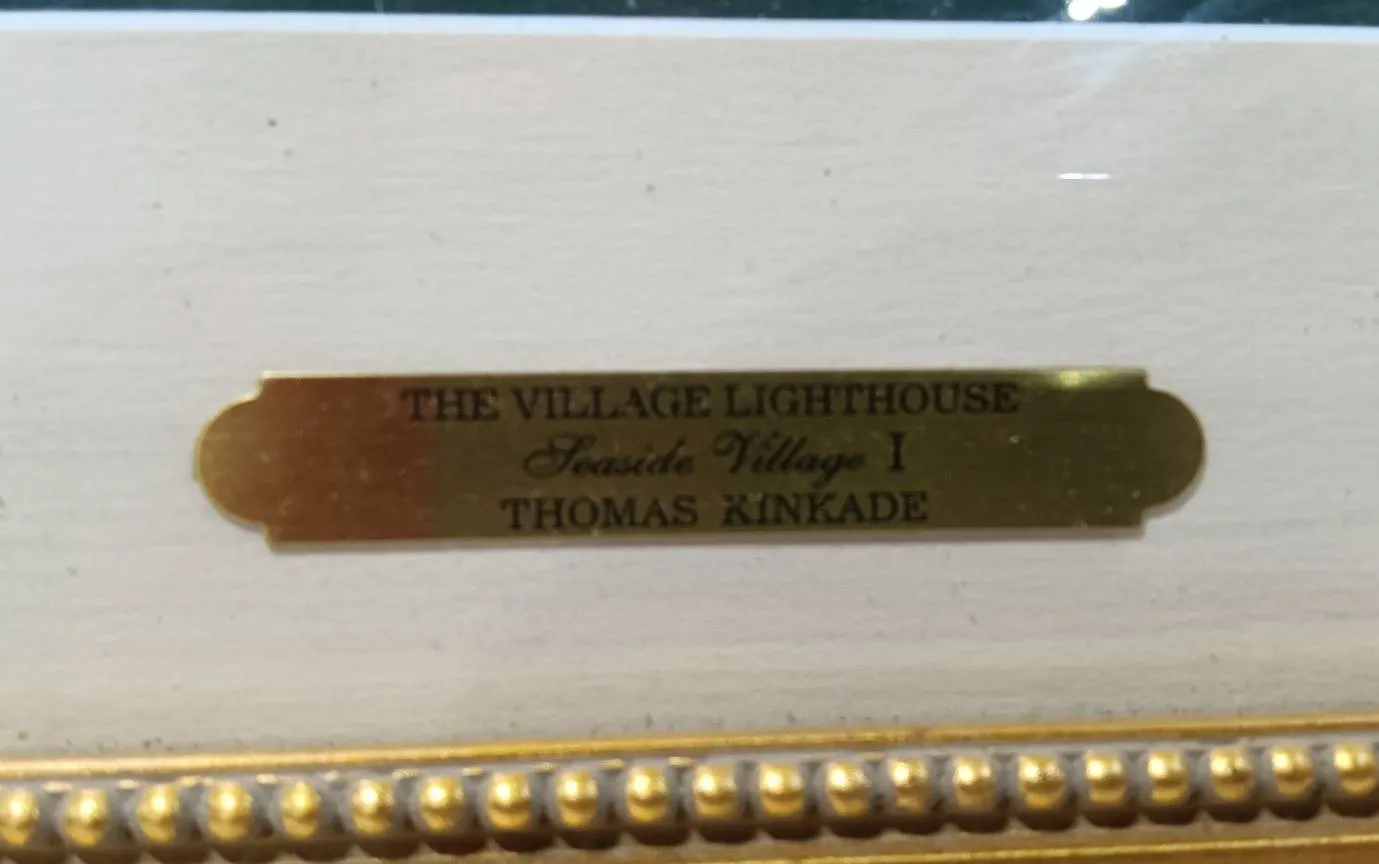 THE VILLAGE LIGHTHOUSE
Seaside Village I
THOMAS KINKADE